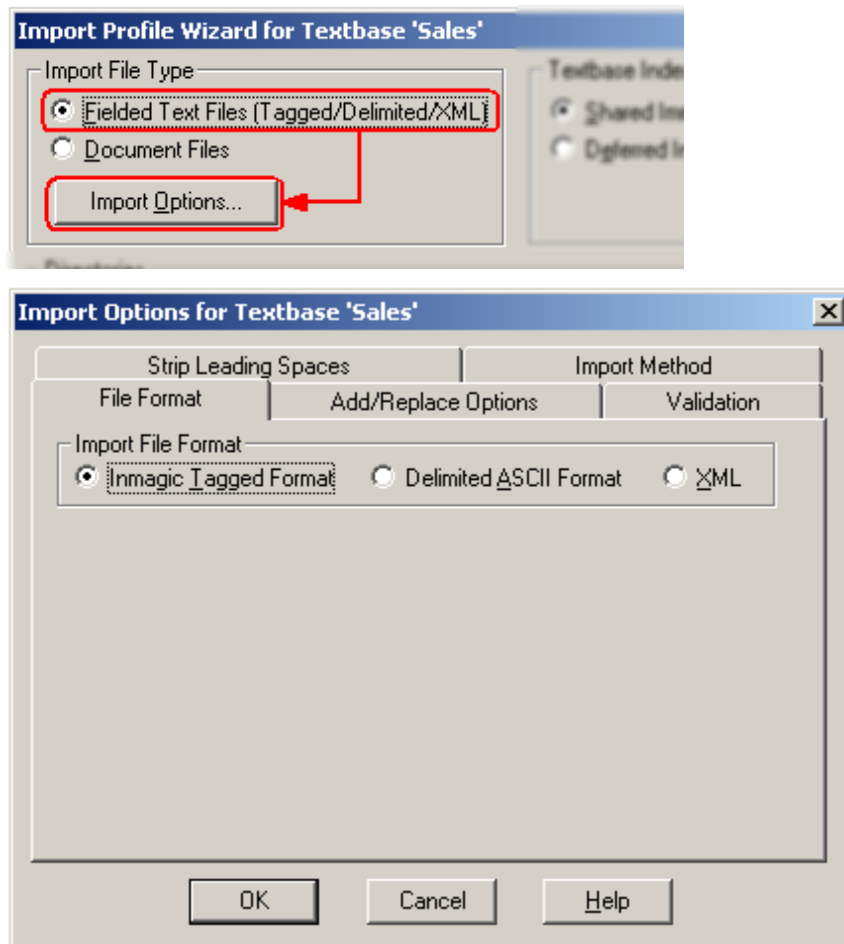 Import Profile Wizard for Textbase 'Sales'
Import File Type
Textbase Inde
Fielded Text Files (Tagged/Delimited/XML)
Shared Im
Document Files
Deferred I
Import Options...
Directories
Import Options for Textbase 'Sales'
Strip Leading Spaces Import Method
File Format Add/Replace Options Validation
Import File Format
Inmagic Tagged Format Delimited ASCII Format XML
OK Cancel Help